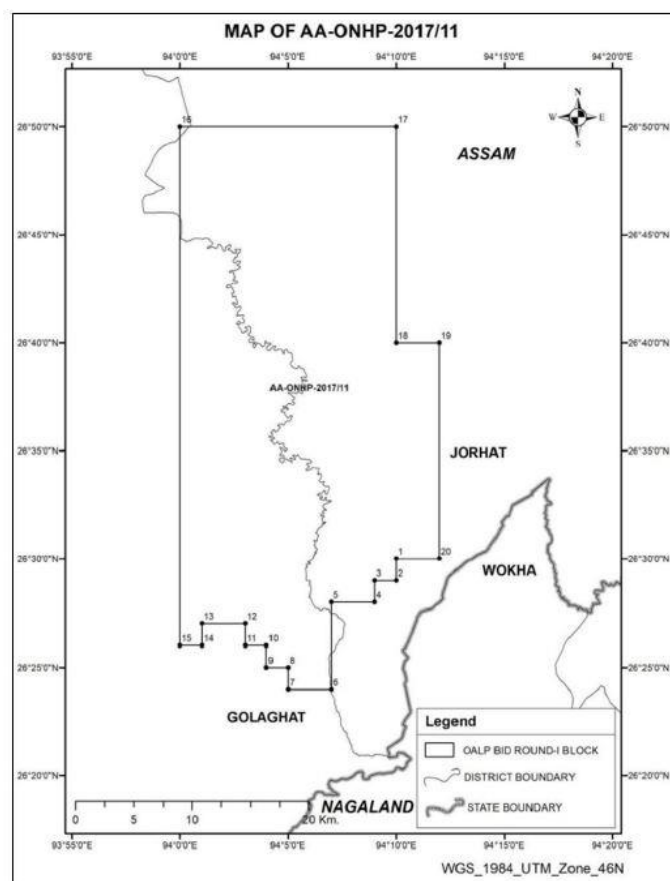 MAP OF AA-ONHP-2017/11
93°55'0"E 94°0'0"E 94°5'0"E 94°10'0"E 94°15'0"E 94°20'0"E
N
W E
S
26°50'0"N 16 17 26°50'0"N
ASSAM
26°45'0"N 26°45'0"N
26°40'0"N 18 19 26°40'0"N
AA-ONHP-2017/11
26°35'0"N 26°35'0"N
JORHAT
26°30'0"N 1 20 26°30'0"N
WOKHA
3 2
5 4
13 12
15 14 11 10
26°25'0"N 9 8 26°25'0"N
7 6
GOLAGHAT
Legend
OALP BID ROUND-I BLOCK
26°20'0"N DISTRICT BOUNDARY 26°20'0"N
NAGALAND STATE BOUNDARY
0 5 10 20 Km.
93°55'0"E 94°0'0"E 94°5'0"E 94°10'0"E 94°15'0"E 94°20'0"E
WGS_1984_UTM_Zone_46N